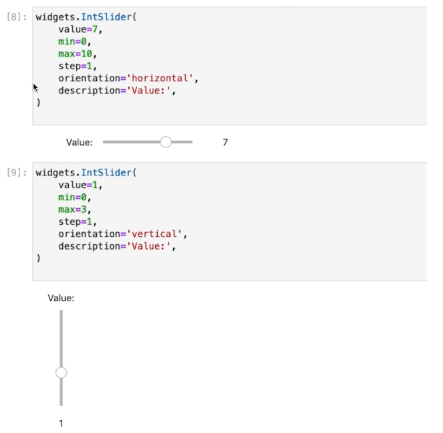 [8]: widgets.IntSlider(
value=7,
min=0,
max=10,
step=1,
orientation='horizontal',
description='Value:',
)
Value: 7
[9]: widgets.IntSlider(
value=1,
min=0,
max=3,
step=1,
orientation='vertical',
description='Value:',
)
Value:
1